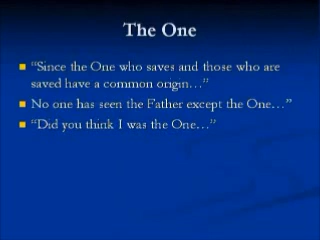 The One
“Since the One who saves and those who are
saved have a common origin…”
No one has seen the Father except the One…”
“Did you think I was the One…”